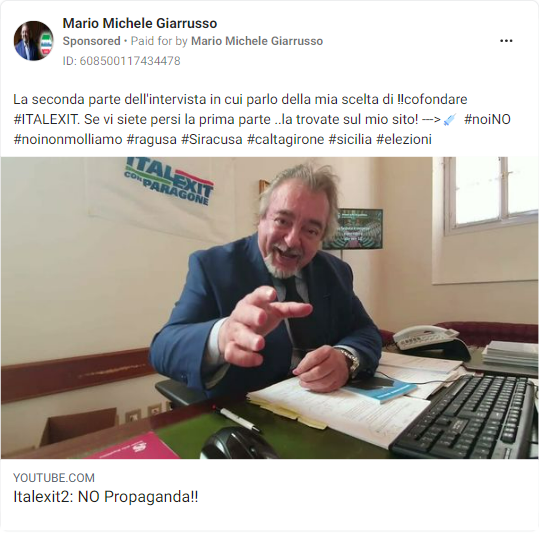 Mario Michele Giarrusso
Sponsored • Paid for by Mario Michele Giarrusso
ID: 608500117434478
La seconda parte dell'intervista in cui parlo della mia scelta di !!cofondare
#ITALEXIT. Se vi siete persi la prima parte ..la trovate sul mio sito! --->☄️ #noiNO
#noinonmolliamo #ragusa #Siracusa #caltagirone #sicilia #elezioni
ITALEXIT
CON PARAGONE
YOUTUBE.COM
Italexit2: NO Propaganda!!